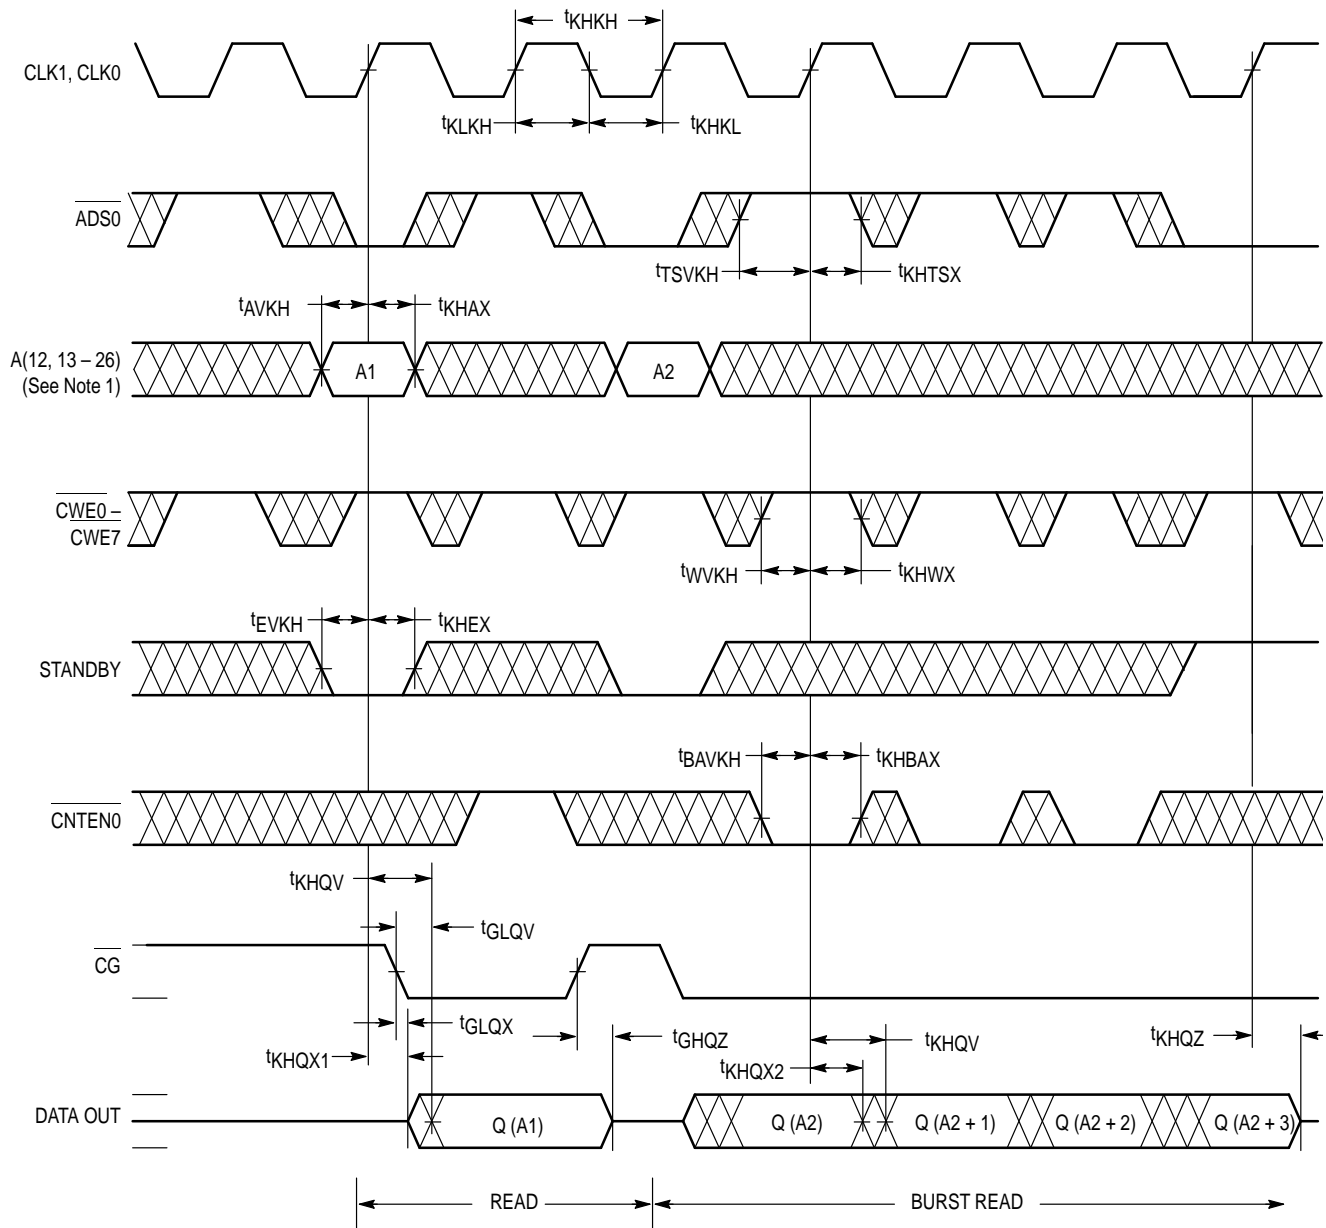 tKHKH
CLK1, CLK0
tKLKH
tKHKL
ADS0
tTSVKH
tKHTSX
tAVKH
tKHAX
A(12, 13 – 26)
(See Note 1)
A1
A2
CWE0 –
CWE7
tWVKH
tKHWX
tEVKH
tKHEX
STANDBY
tBAVKH
tKHBAX
CNTEN0
tKHQV
tGLQV
CG
tGLQX
tGHQZ
tKHQV
tKHQZ
tKHQX1
tKHQX2
DATA OUT
Q (A1)
Q (A2)
Q (A2 + 1)
Q (A2 + 2)
Q (A2 + 3)
READ
BURST READ